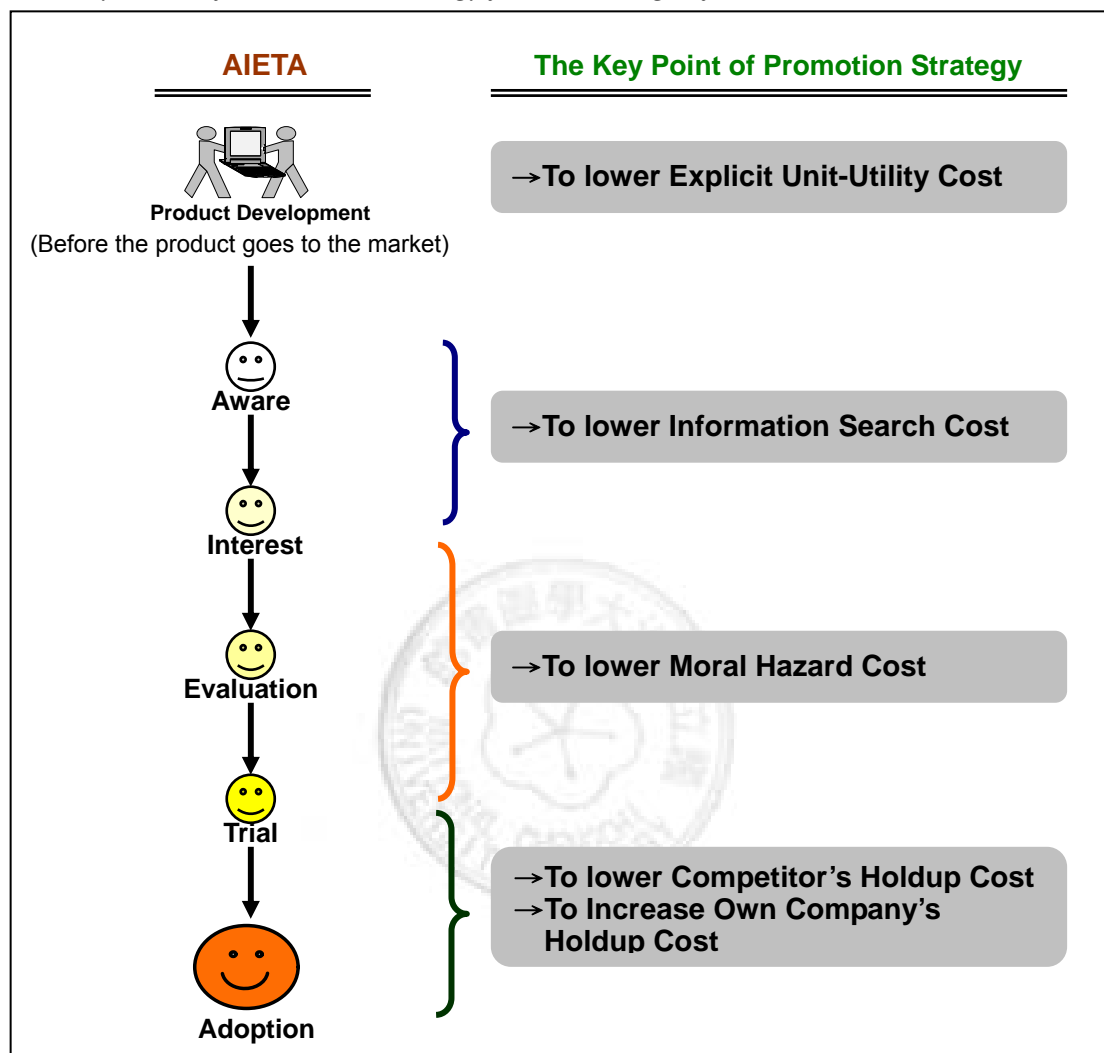 AIETA
The Key Point of Promotion Strategy
→To lower Explicit Unit-Utility Cost
Product Development
(Before the product goes to the market)
Aware
→To lower Information Search Cost
Interest
Evaluation
→To lower Moral Hazard Cost
Trial
→To lower Competitor's Holdup Cost
→To Increase Own Company's
Holdup Cost
Adoption